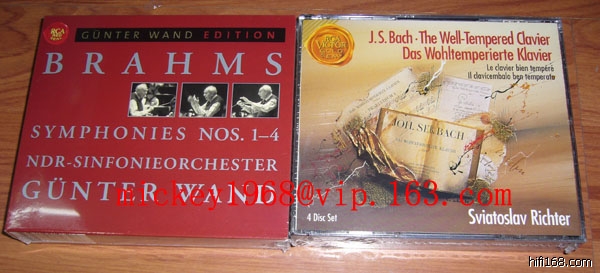 GÜNTER WAND EDITION
BRAHMS
SYMPHONIES NOS. 1–4
NDR-SINFONIEORCHESTER
GÜNTER WAND
J.S. Bach · The Well-Tempered Clavier
Das Wohltemperierte Klavier
Le clavier bien tempéré
Il clavicembalo ben temperato
JOH. SEB. BACH
4 Disc Set
Sviatoslav Richter
mickey1968@vip.163.com
hifi168.com